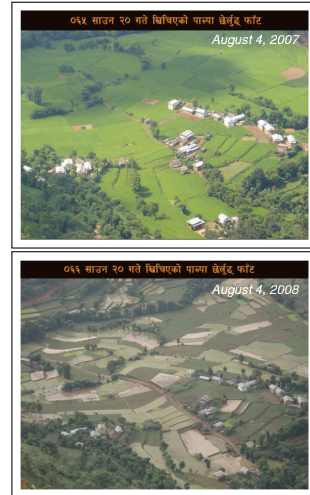 ०६५ साउन २० गते खिचिएको पाल्पा छेर्लुङ्ग फाँट
August 4, 2007
०६६ साउन २० गते खिचिएको पाल्पा छेर्लुङ्ग फाँट
August 4, 2008